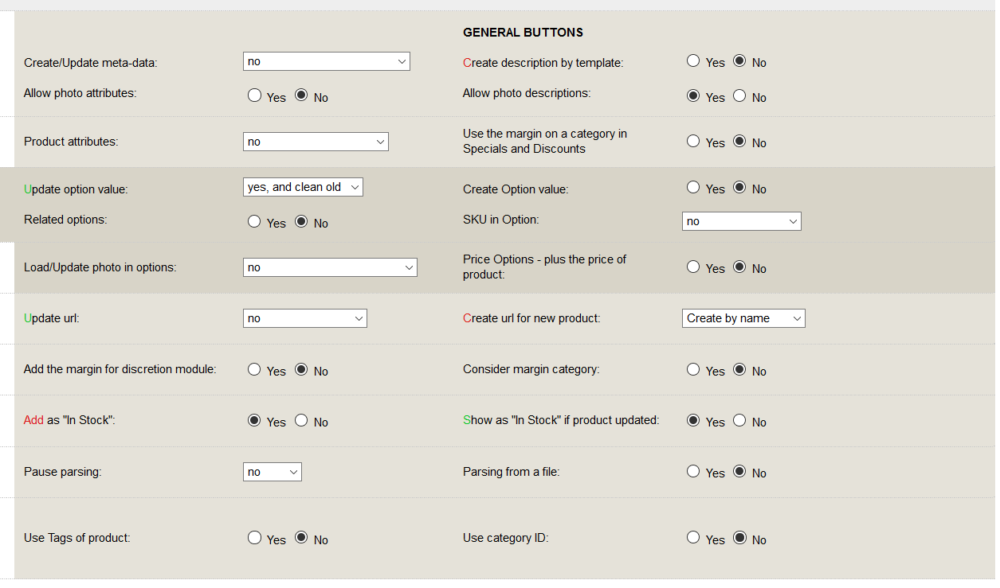 GENERAL BUTTONS
Create/Update meta-data: no Create description by template: Yes No
Allow photo attributes: Yes No Allow photo descriptions: Yes No
Product attributes: no Use the margin on a category in
Specials and Discounts Yes No
Update option value: yes, and clean old Create Option value: Yes No
Related options: Yes No SKU in Option: no
Load/Update photo in options: no Price Options - plus the price of
product: Yes No
Update url: no Create url for new product: Create by name
Add the margin for discretion module: Yes No Consider margin category: Yes No
Add as "In Stock": Yes No Show as "In Stock" if product updated: Yes No
Pause parsing: no Parsing from a file: Yes No
Use Tags of product: Yes No Use category ID: Yes No